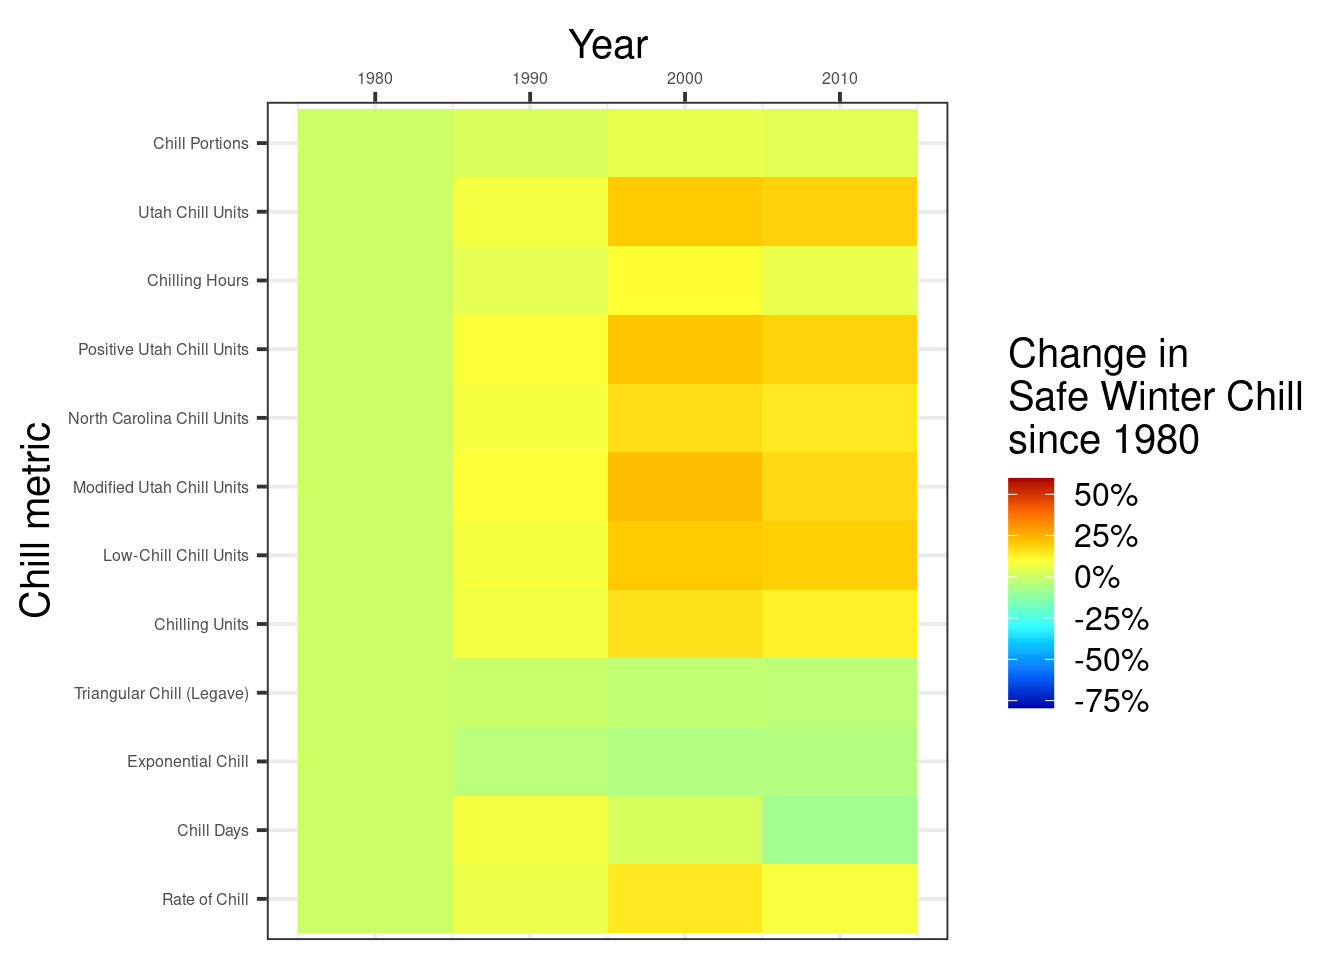 Year
1980 1990 2000 2010
Chill metric
Chill Portions
Utah Chill Units
Chilling Hours
Positive Utah Chill Units
North Carolina Chill Units
Modified Utah Chill Units
Low-Chill Chill Units
Chilling Units
Triangular Chill (Legave)
Exponential Chill
Chill Days
Rate of Chill
Change in
Safe Winter Chill
since 1980
50%
25%
0%
-25%
-50%
-75%